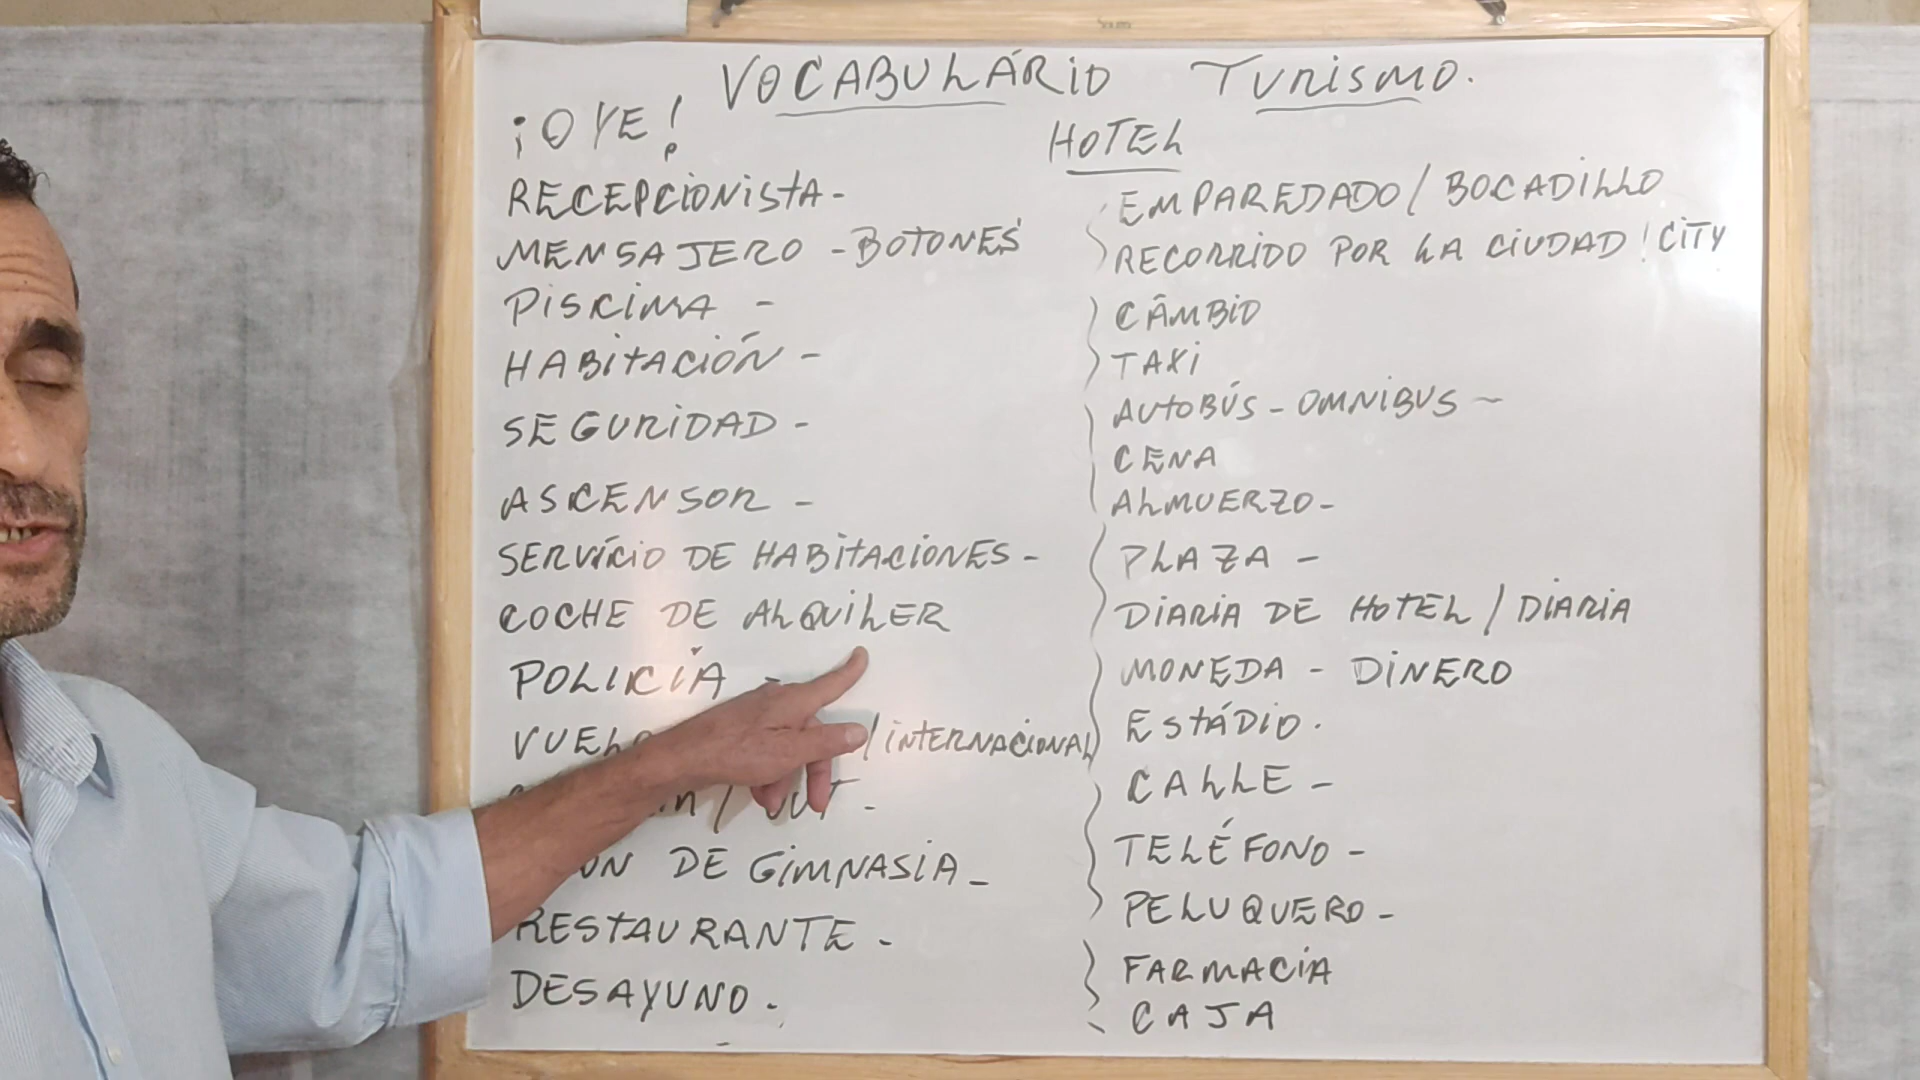 VOCABULÁRIO TURISMO.
¡OYE!
HOTEL
RECEPCIONISTA-
MENSAJERO - BOTONES
PISCINA -
HABITACIÓN -
SEGURIDAD -
ASCENSOR -
SERVÍCIO DE HABITACIONES -
COCHE DE ALQUILER
POLICÍA -
/INTERNACIONAL
DE GIMNASIA -
RESTAURANTE -
DESAYUNO.
EMPAREDADO / BOCADILLO
RECORRIDO POR LA CIUDAD ! CITY
CÂMBIO
TAXI
AUTOBÚS - OMNIBUS -
CENA
ALMUERZO-
PLAZA -
DIARIA DE HOTEL / DIARIA
MONEDA - DINERO
ESTÁDIO.
CALLE -
TELÉFONO -
PELUQUERO -
FARMACIA
CAJA